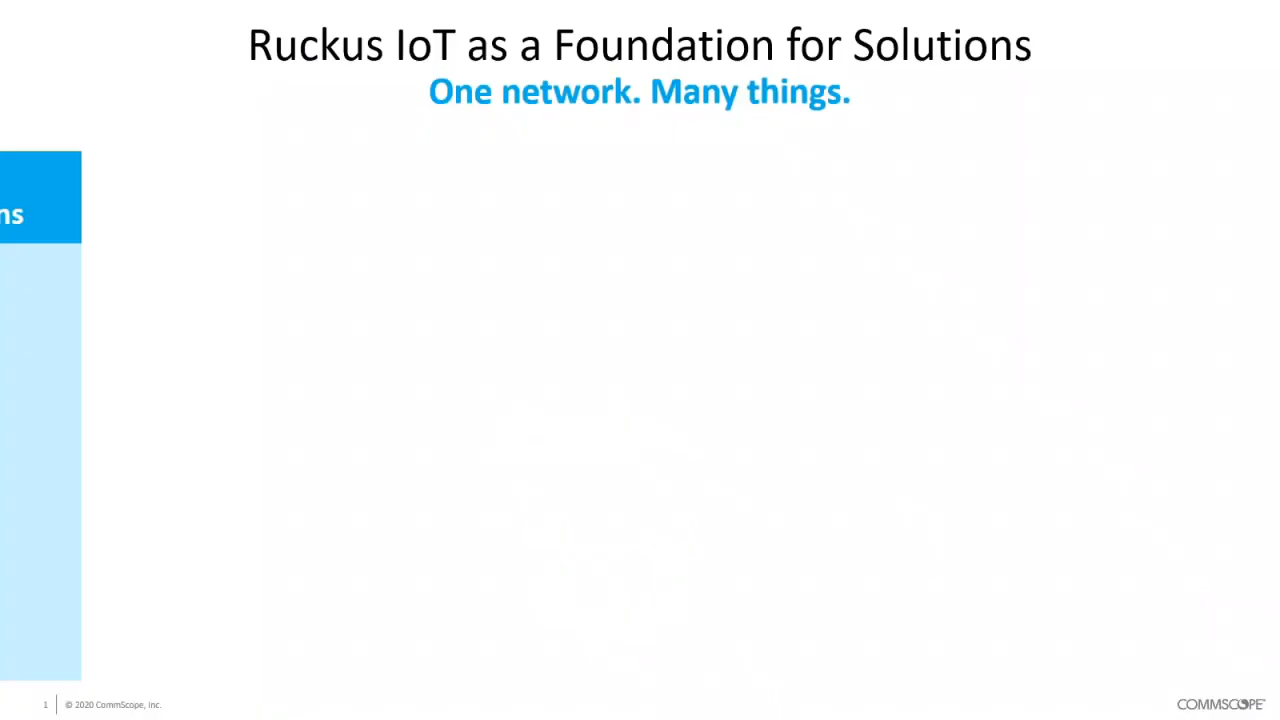 Ruckus IoT as a Foundation for Solutions
One network. Many things.
ns
1
© 2020 CommScope, Inc.
COMMSCOPE